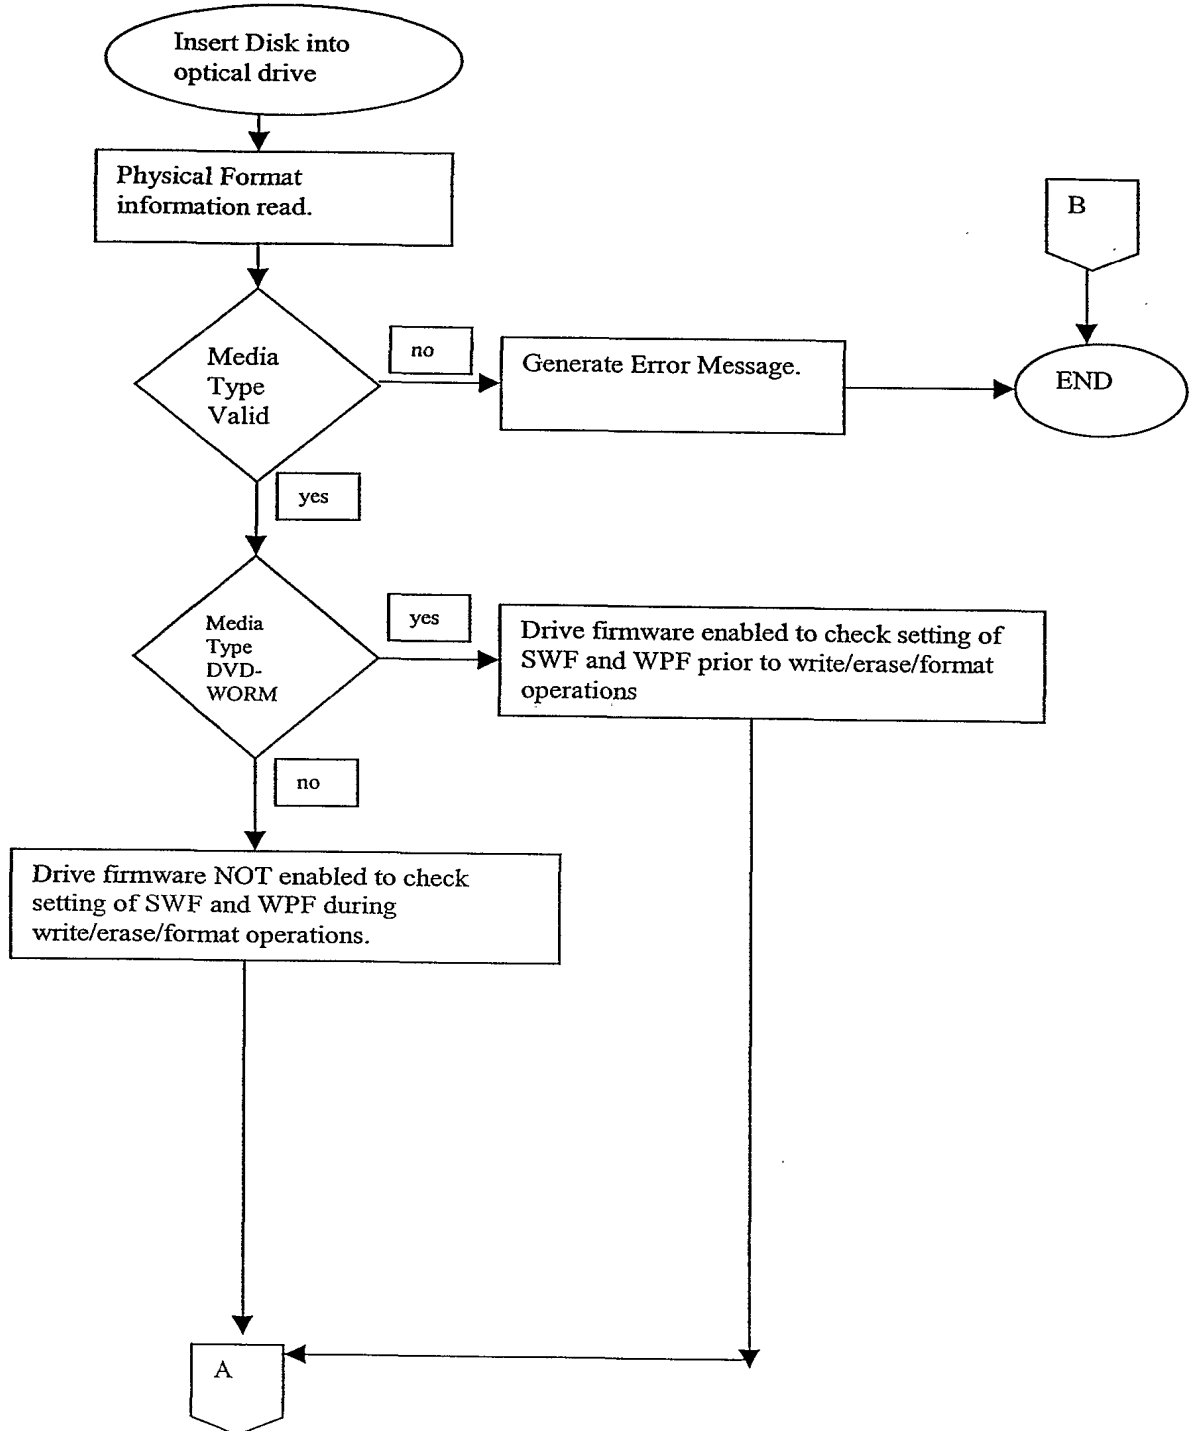 Insert Disk into
optical drive
Physical Format
information read.
B
Media
Type
Valid
no
Generate Error Message.
END
yes
Media
Type
DVD-
WORM
yes
Drive firmware enabled to check setting of
SWF and WPF prior to write/erase/format
operations
no
Drive firmware NOT enabled to check
setting of SWF and WPF during
write/erase/format operations.
A